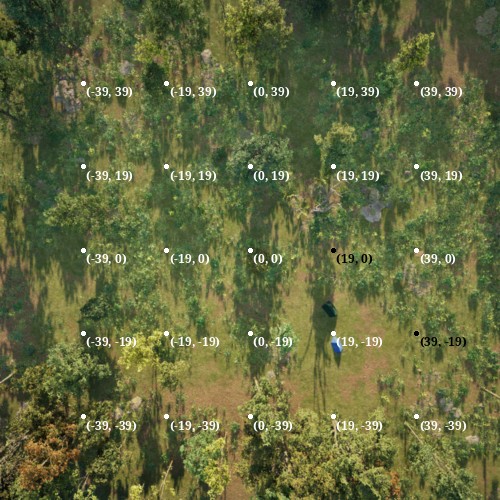 (-39, 39) (-19, 39) (0, 39) (19, 39) (39, 39)
(-39, 19) (-19, 19) (0, 19) (19, 19) (39, 19)
(-39, 0) (-19, 0) (0, 0) (19, 0) (39, 0)
(-39, -19) (-19, -19) (0, -19) (19, -19) (39, -19)
(-39, -39) (-19, -39) (0, -39) (19, -39) (39, -39)